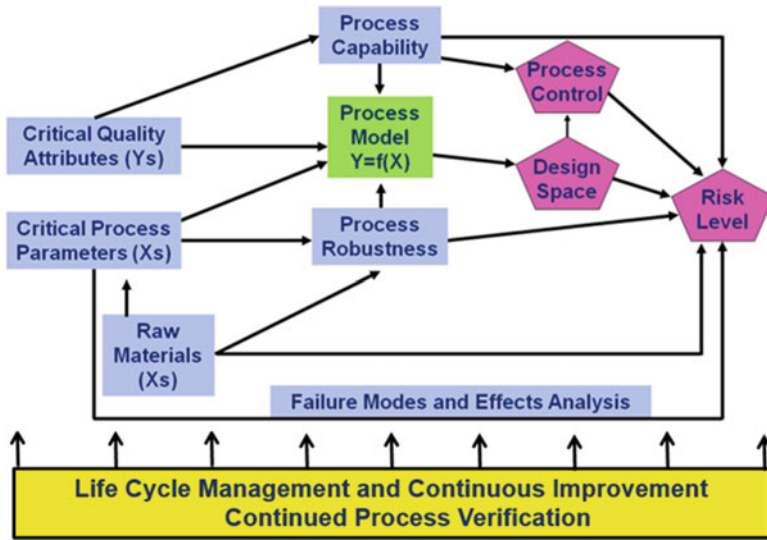 Process
Capability
Process
Control
Critical Quality
Attributes (Ys)
Process
Model
Y=f(X)
Design
Space
Risk
Level
Critical Process
Parameters (Xs)
Process
Robustness
Raw
Materials
(Xs)
Failure Modes and Effects Analysis
Life Cycle Management and Continuous Improvement
Continued Process Verification